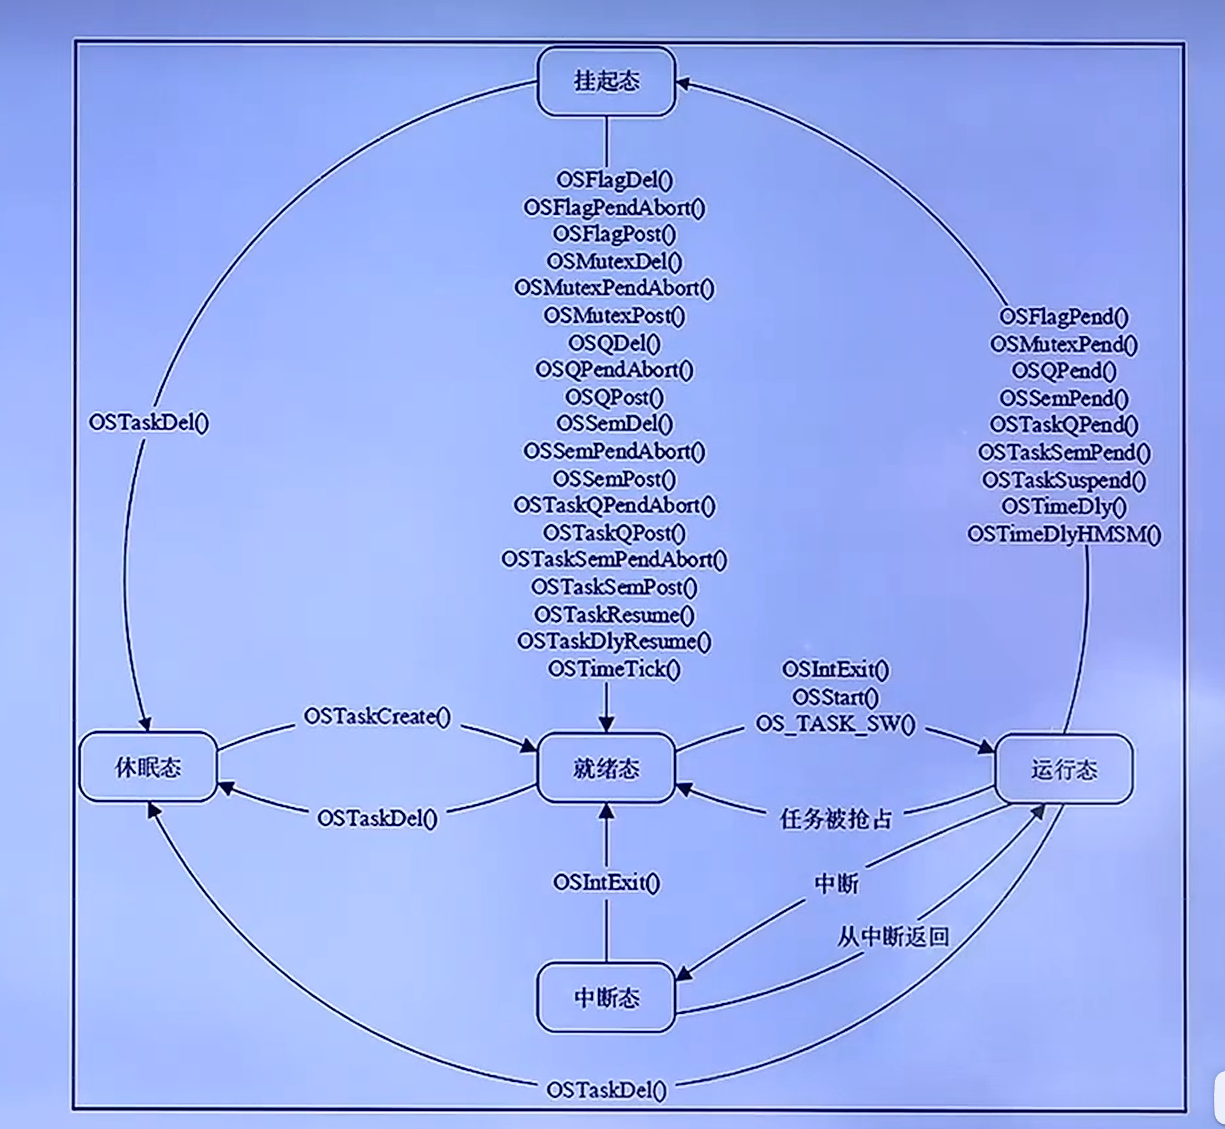 挂起态
OSFlagDel()
OSFlagPendAbort()
OSFlagPost()
OSMutexDel()
OSMutexPendAbort()
OSMutexPost()
OSQDel()
OSQPendAbort()
OSQPost()
OSSemDel()
OSSemPendAbort()
OSSemPost()
OSTaskQPendAbort()
OSTaskQPost()
OSTaskSemPendAbort()
OSTaskSemPost()
OSTaskResume()
OSTaskDlyResume()
OSTimeTick()
OSFlagPend()
OSMutexPend()
OSQPend()
OSSemPend()
OSTaskQPend()
OSTaskSemPend()
OSTaskSuspend()
OSTimeDly()
OSTimeDlyHMSM()
OSTaskDel()
OSIntExit()
OSStart()
OS_TASK_SW()
OSTaskCreate()
休眠态
就绪态
运行态
OSTaskDel()
任务被抢占
OSIntExit()
中断
从中断返回
中断态
OSTaskDel()